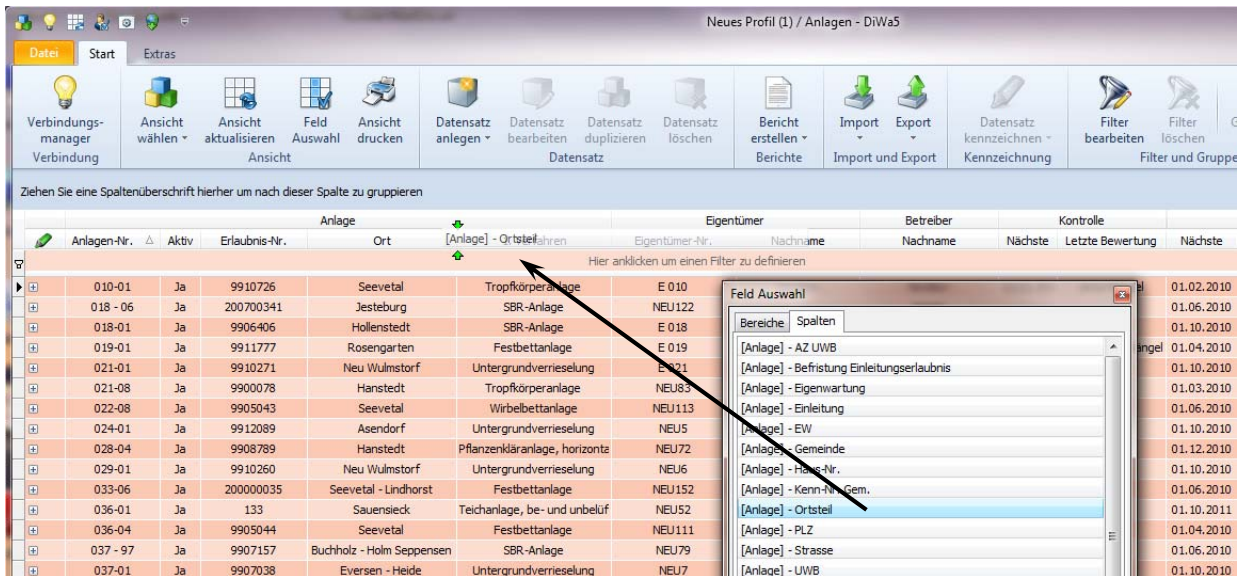 Neues Profil (1) / Anlagen - DiWa5
Datei Start Extras
Verbindungs- Ansicht Ansicht Feld Ansicht Datensatz Datensatz Datensatz Datensatz Bericht Import Export Datensatz Filter Filter
manager wählen aktualisieren Auswahl drucken anlegen bearbeiten duplizieren löschen erstellen kennzeichnen bearbeiten löschen
Verbindung Ansicht Datensatz Berichte Import und Export Kennzeichnung Filter und Gruppe
Ziehen Sie eine Spaltenüberschrift hierher um nach dieser Spalte zu gruppieren
Anlage Eigentümer Betreiber Kontrolle
Anlagen-Nr. Aktiv Erlaubnis-Nr. Ort [Anlage] - Ortsteil Eigentümer-Nr. Nachname Nachname Nächste Letzte Bewertung Nächste
Hier anklicken um einen Filter zu definieren
010-01 Ja 9910726 Seevetal Tropfkörperanlage E 010 01.02.2010
018 - 06 Ja 200700341 Jesteburg SBR-Anlage NEU122 01.06.2010
018-01 Ja 9906406 Hollenstedt SBR-Anlage E 018 01.10.2010
019-01 Ja 9911777 Rosengarten Festbettanlage E 019 01.04.2010
021-01 Ja 9910271 Neu Wulmstorf Untergrundverrieselung E 021 01.10.2010
021-08 Ja 9900078 Hanstedt Tropfkörperanlage NEU83 01.03.2010
022-08 Ja 9905043 Seevetal Wirbelbettanlage NEU113 01.06.2010
024-01 Ja 9912089 Asendorf Untergrundverrieselung NEU5 01.10.2010
028-04 Ja 9908789 Hanstedt Pflanzenkläranlage, horizonta NEU72 01.12.2010
029-01 Ja 9910260 Neu Wulmstorf Untergrundverrieselung NEU6 01.10.2010
033-06 Ja 200000035 Seevetal - Lindhorst Festbettanlage NEU152 01.06.2010
036-01 Ja 133 Sauensieck Teichanlage, be- und unbelüf NEU52 01.10.2011
036-04 Ja 9905044 Seevetal Festbettanlage NEU111 01.04.2010
037 - 97 Ja 9907157 Buchholz - Holm Seppensen SBR-Anlage NEU79 01.06.2010
037-01 Ja 9907038 Eversen - Heide Untergrundverrieselung NEU7 01.10.2010
Feld Auswahl
Bereiche Spalten
[Anlage] - AZ UWB
[Anlage] - Befristung Einleitungserlaubnis
[Anlage] - Eigenwartung
[Anlage] - Einleitung
[Anlage] - EW
[Anlage] - Gemeinde
[Anlage] - Haus-Nr.
[Anlage] - Kenn-Nr. Gem.
[Anlage] - Ortsteil
[Anlage] - PLZ
[Anlage] - Strasse
[Anlage] - UWB